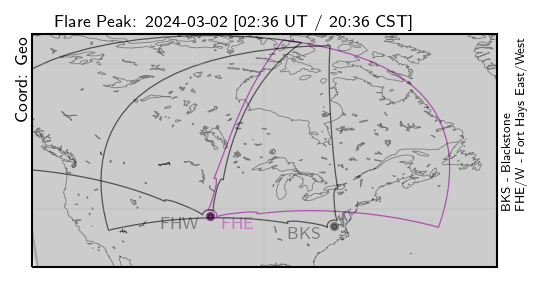 Flare Peak: 2024-03-02 [02:36 UT / 20:36 CST]
Coord: Geo
FHW
FHE
BKS
BKS - Blackstone
FHE/W - Fort Hays East/West